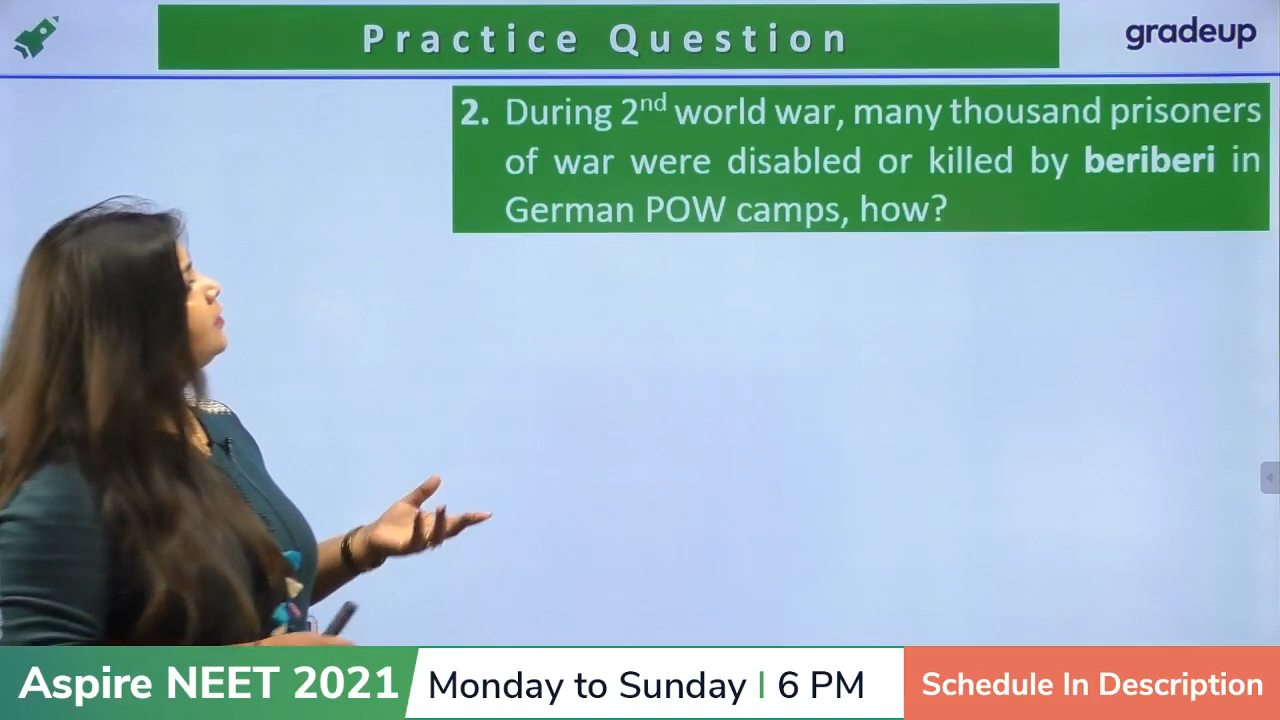 Practice Question
gradeup
2. During 2nd world war, many thousand prisoners
of war were disabled or killed by beriberi in
German POW camps, how?
Aspire NEET 2021
Monday to Sunday | 6 PM
Schedule In Description